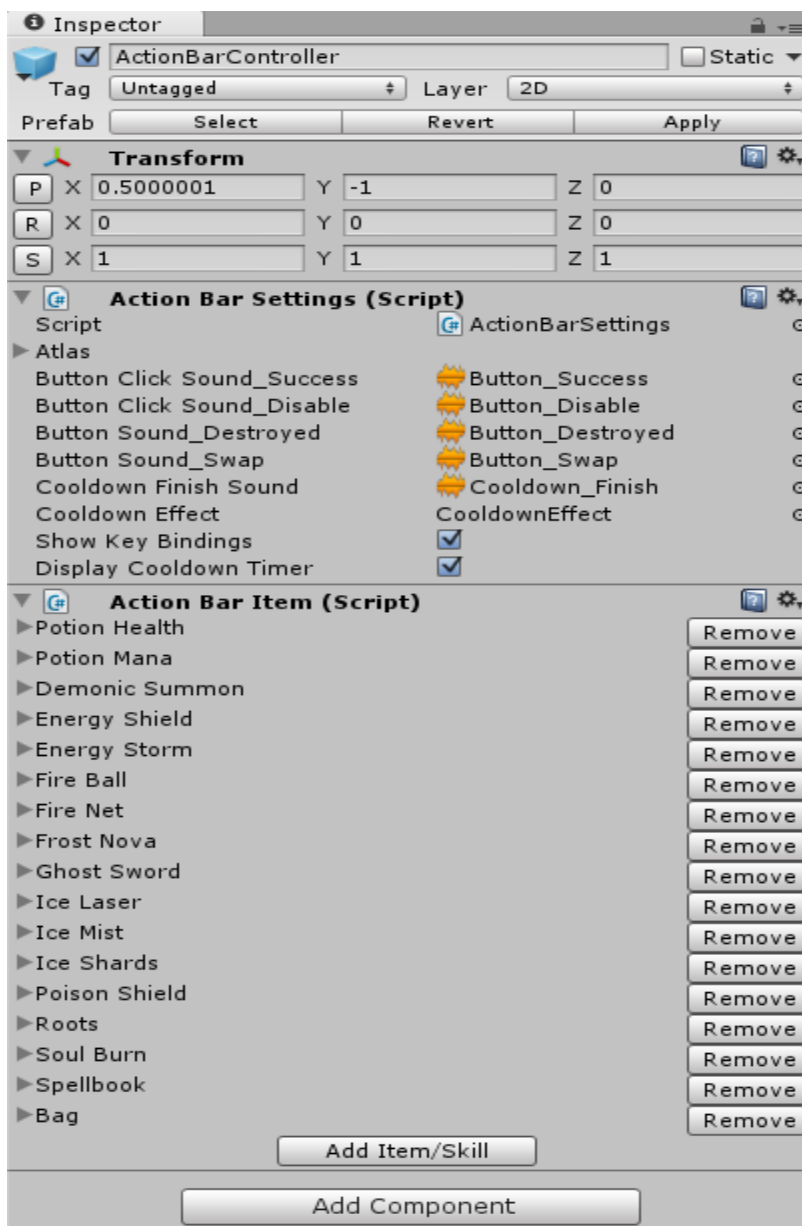 Inspector
ActionBarController Static
Tag Untagged Layer 2D
Prefab Select Revert Apply
Transform
P X 0.5000001 Y -1 Z 0
R X 0 Y 0 Z 0
S X 1 Y 1 Z 1
Action Bar Settings (Script)
Script ActionBarSettings
Atlas
Button Click Sound_Success Button_Success
Button Click Sound_Disable Button_Disable
Button Sound_Destroyed Button_Destroyed
Button Sound_Swap Button_Swap
Cooldown Finish Sound Cooldown_Finish
Cooldown Effect CooldownEffect
Show Key Bindings
Display Cooldown Timer
Action Bar Item (Script)
Potion Health Remove
Potion Mana Remove
Demonic Summon Remove
Energy Shield Remove
Energy Storm Remove
Fire Ball Remove
Fire Net Remove
Frost Nova Remove
Ghost Sword Remove
Ice Laser Remove
Ice Mist Remove
Ice Shards Remove
Poison Shield Remove
Roots Remove
Soul Burn Remove
Spellbook Remove
Bag Remove
Add Item/Skill
Add Component